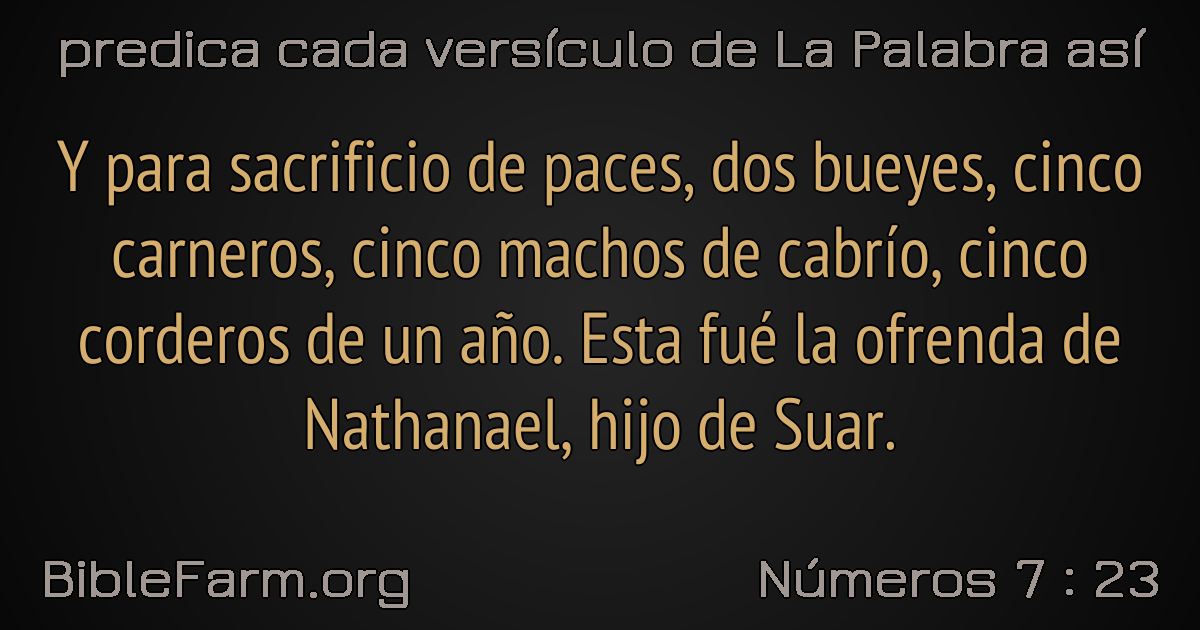 predica cada versículo de La Palabra así
Y para sacrificio de paces, dos bueyes, cinco
carneros, cinco machos de cabrío, cinco
corderos de un año. Esta fué la ofrenda de
Nathanael, hijo de Suar.
BibleFarm.org
Números 7 : 23